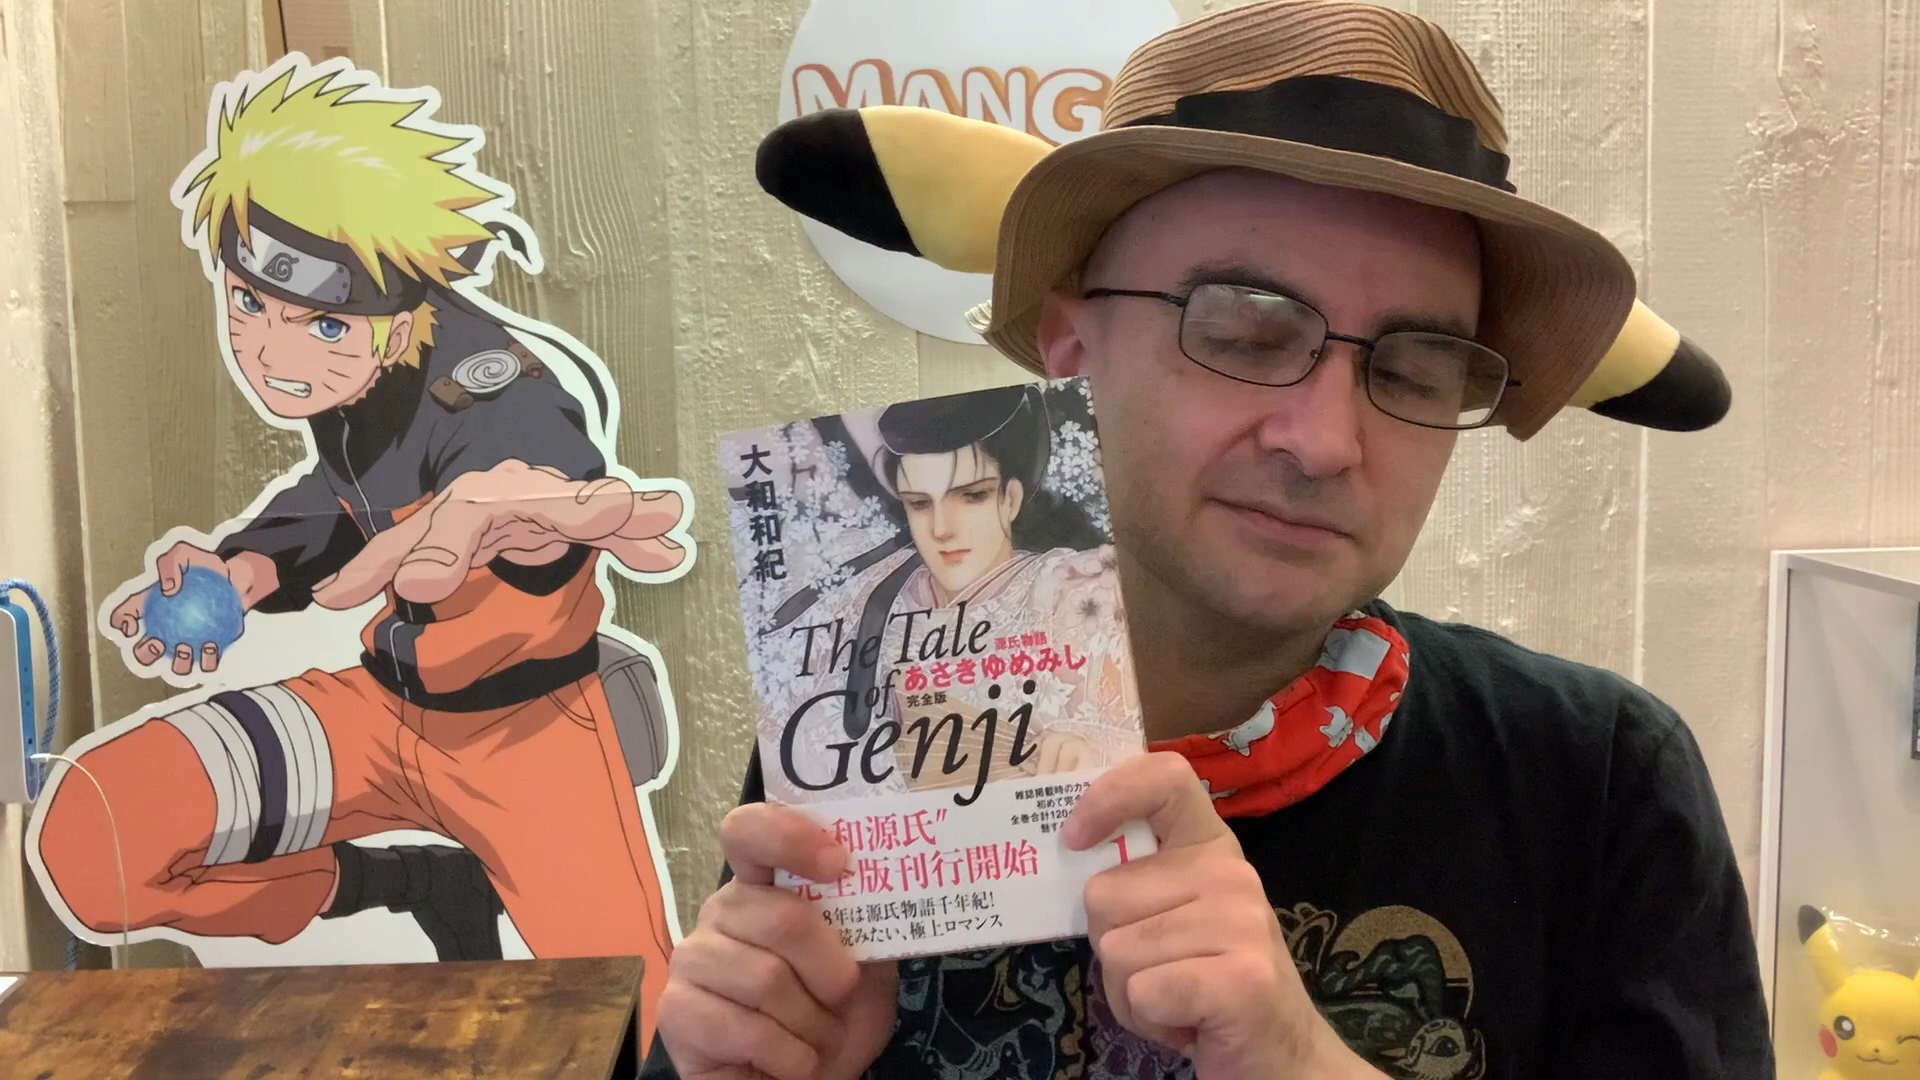 MANG
大和和紀
The Tale
of
Genji
源氏物語
あさきゆめみし
完全版
雑誌掲載時のカラ
初めて完全
全巻合計120
魅す
和源氏"
完全版刊行開始
1
8年は源氏物語千年紀!
読みたい、極上ロマンス